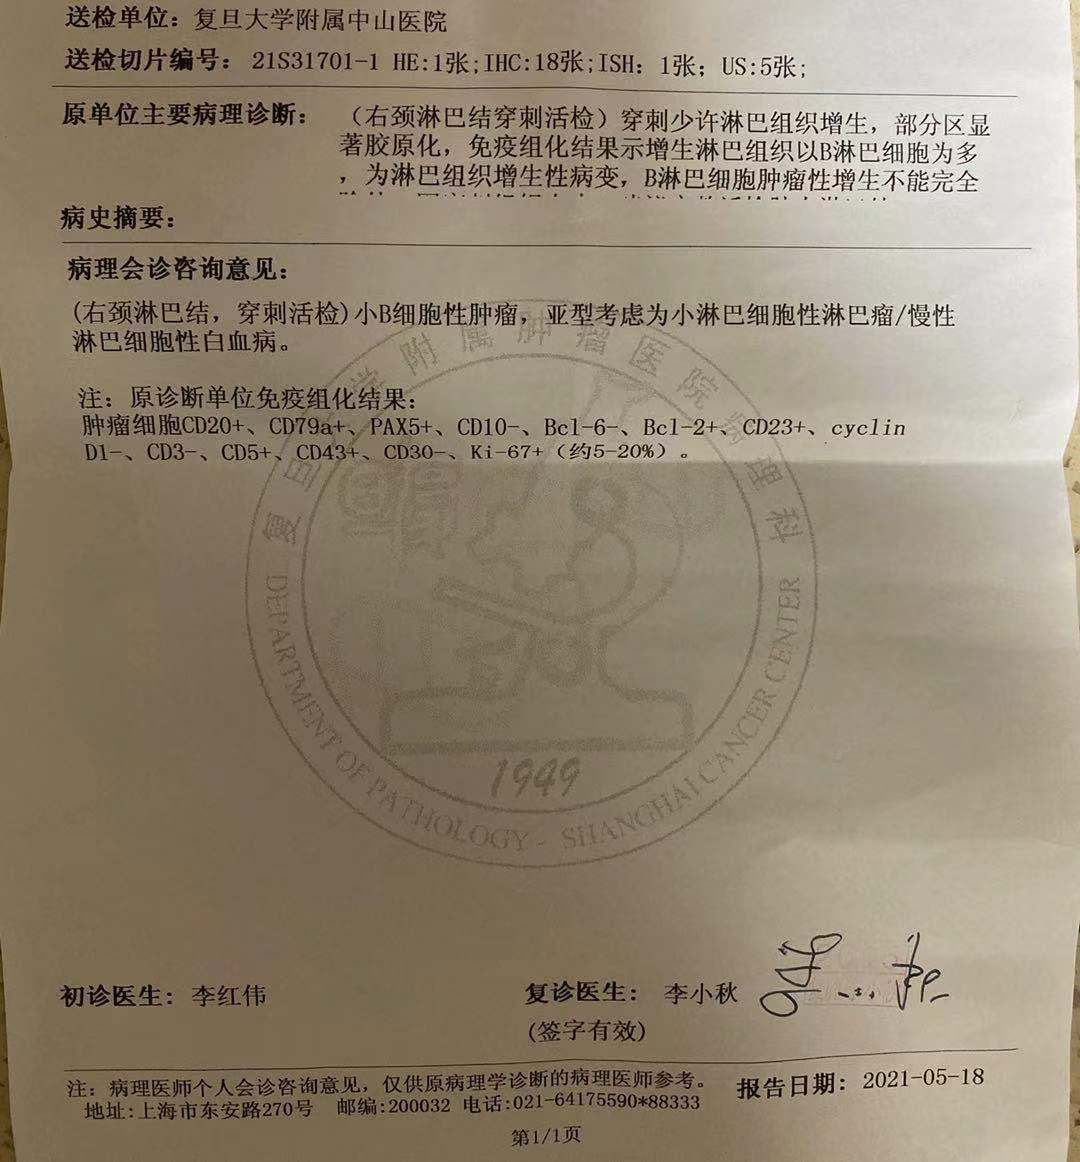 送检单位：复旦大学附属中山医院
送检切片编号：21S31701-1 HE:1张;IHC:18张;ISH：1张；US:5张;
原单位主要病理诊断：（右颈淋巴结穿刺活检）穿刺少许淋巴组织增生，部分区显
著胶原化，免疫组化结果示增生淋巴组织以B淋巴细胞为多
，为淋巴组织增生性病变，B淋巴细胞肿瘤性增生不能完全
病史摘要：
病理会诊咨询意见：
(右颈淋巴结，穿刺活检)小B细胞性肿瘤，亚型考虑为小淋巴细胞性淋巴瘤/慢性
淋巴细胞性白血病。
注：原诊断单位免疫组化结果：
肿瘤细胞CD20+、CD79a+、PAX5+、CD10-、Bcl-6-、Bcl-2+、CD23+、cyclin
D1-、CD3-、CD5+、CD43+、CD30-、Ki-67+（约5-20%）。
复旦大学附属肿瘤医院病理科
DEPARTMENT OF PATHOLOGY - SHANGHAI CANCER CENTER
1949
初诊医生：李红伟
复诊医生：李小秋
(签字有效)
注：病理医师个人会诊咨询意见，仅供原病理学诊断的病理医师参考。
报告日期：2021-05-18
地址:上海市东安路270号 邮编:200032 电话:021-64175590*88333
第1/1页